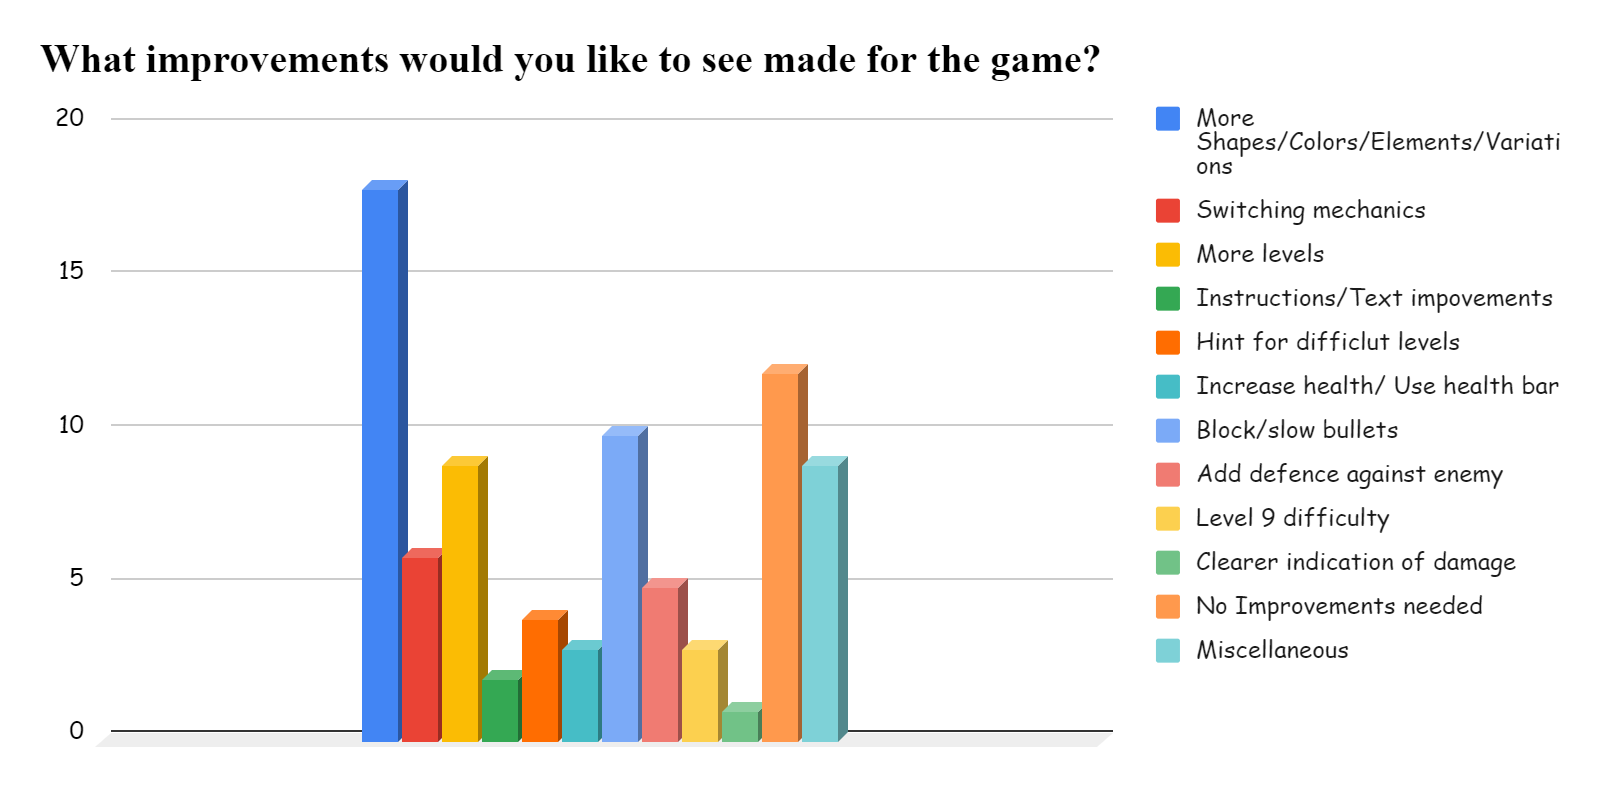 What improvements would you like to see made for the game?
20
15
10
5
0
More
Shapes/Colors/Elements/Variati
ons
Switching mechanics
More levels
Instructions/Text impovements
Hint for difficlut levels
Increase health/ Use health bar
Block/slow bullets
Add defence against enemy
Level 9 difficulty
Clearer indication of damage
No Improvements needed
Miscellaneous